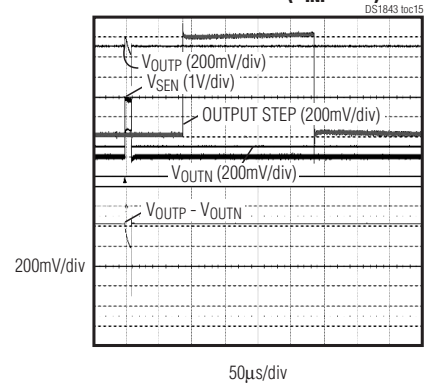 DS1843 toc15
VOUTP (200mV/div)
VSEN (1V/div)
OUTPUT STEP (200mV/div)
VOUTN (200mV/div)
VOUTP - VOUTN
200mV/div
50μs/div